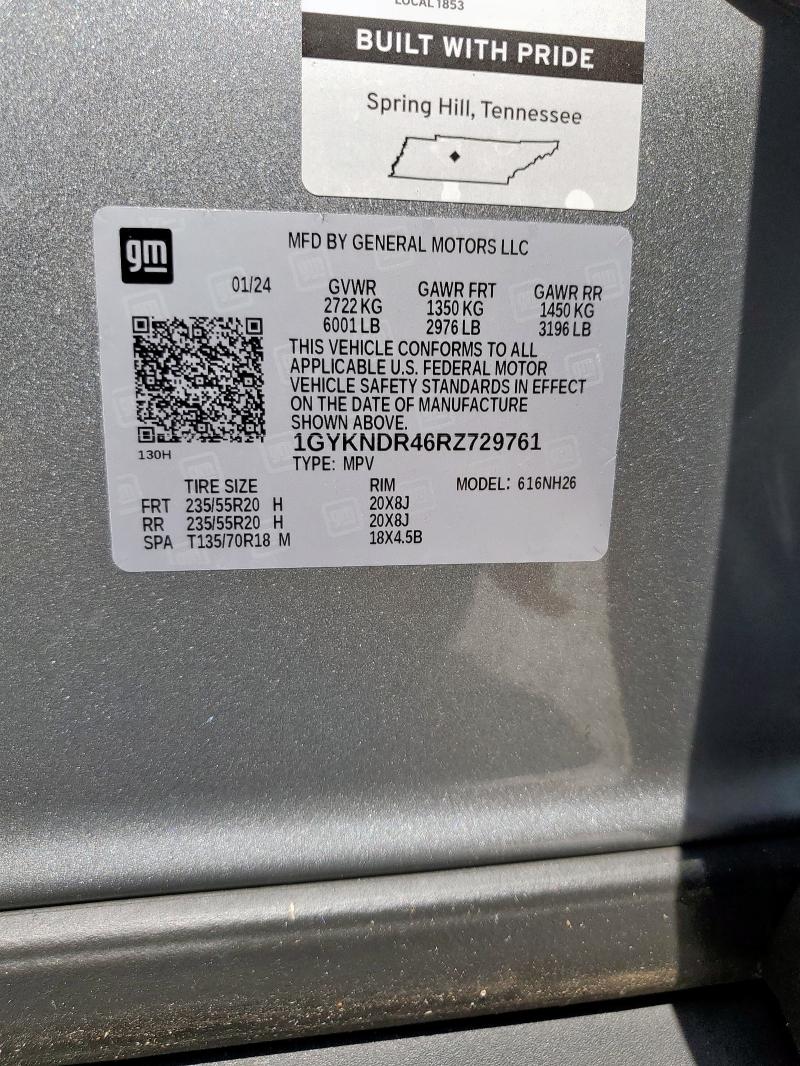 LOCAL 1853
BUILT WITH PRIDE
Spring Hill, Tennessee
gm
MFD BY GENERAL MOTORS LLC
01/24
GVWR GAWR FRT GAWR RR
2722 KG 1350 KG 1450 KG
6001 LB 2976 LB 3196 LB
THIS VEHICLE CONFORMS TO ALL
APPLICABLE U.S. FEDERAL MOTOR
VEHICLE SAFETY STANDARDS IN EFFECT
ON THE DATE OF MANUFACTURE
SHOWN ABOVE.
1GYKNDR46RZ729761
130H
TYPE: MPV
TIRE SIZE RIM MODEL: 616NH26
FRT 235/55R20 H 20X8J
RR 235/55R20 H 20X8J
SPA T135/70R18 M 18X4.5B